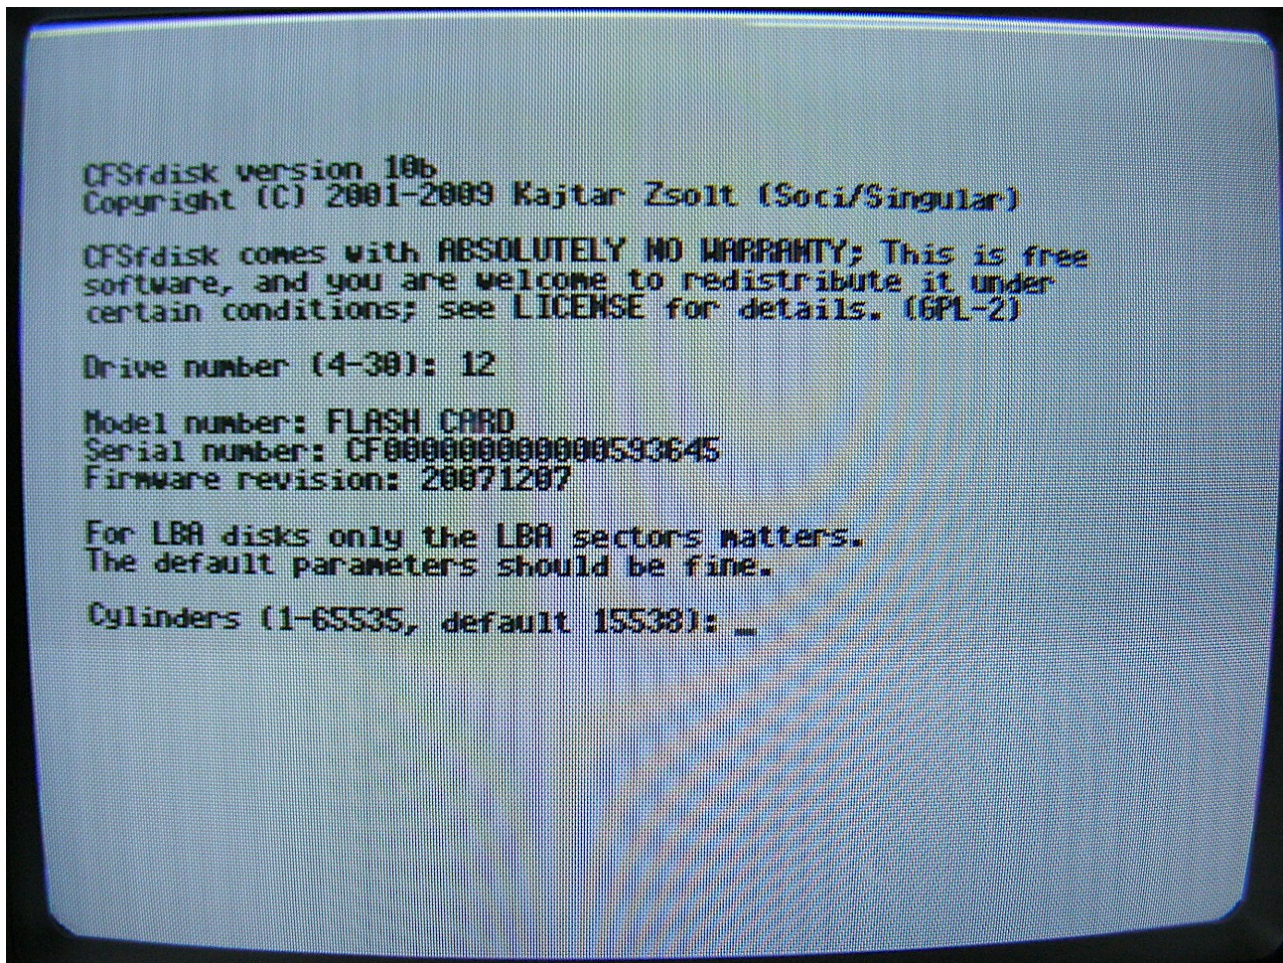 CFSfdisk version 10b
Copyright (C) 2001-2009 Kajtar Zsolt (Soci/Singular)
CFSfdisk comes with ABSOLUTELY NO WARRANTY; This is free
software, and you are welcome to redistribute it under
certain conditions; see LICENSE for details. (GPL-2)
Drive number (4-30): 12
Model number: FLASH CARD
Serial number: CF000000000000593645
Firmware revision: 20071207
For LBA disks only the LBA sectors matters.
The default parameters should be fine.
Cylinders (1-65535, default 15538): _